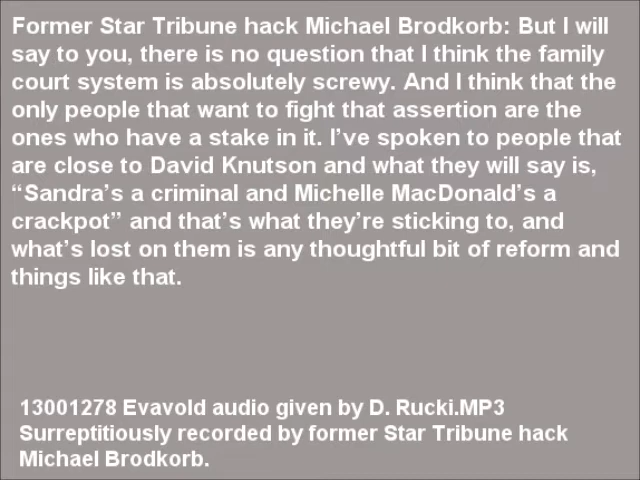 Former Star Tribune hack Michael Brodkorb: But I will
say to you, there is no question that I think the family
court system is absolutely screwy. And I think that the
only people that want to fight that assertion are the
ones who have a stake in it. I've spoken to people that
are close to David Knutson and what they will say is,
“Sandra's a criminal and Michelle MacDonald's a
crackpot” and that's what they're sticking to, and
what's lost on them is any thoughtful bit of reform and
things like that.
13001278 Evavold audio given by D. Rucki.MP3
Surreptitiously recorded by former Star Tribune hack
Michael Brodkorb.